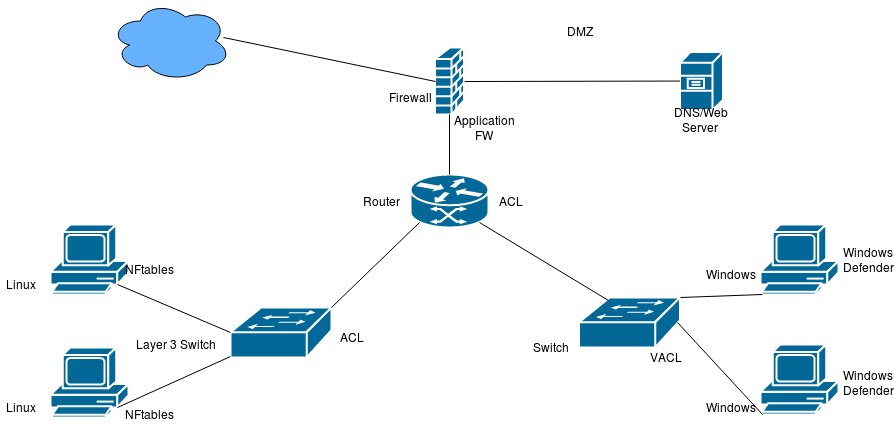 DMZ
Firewall
DNS/Web
Server
Application
FW
Router
ACL
NFtables
Linux
Windows
Defender
Windows
Layer 3 Switch
ACL
Switch
VACL
Linux
NFtables
Windows
Defender
Windows